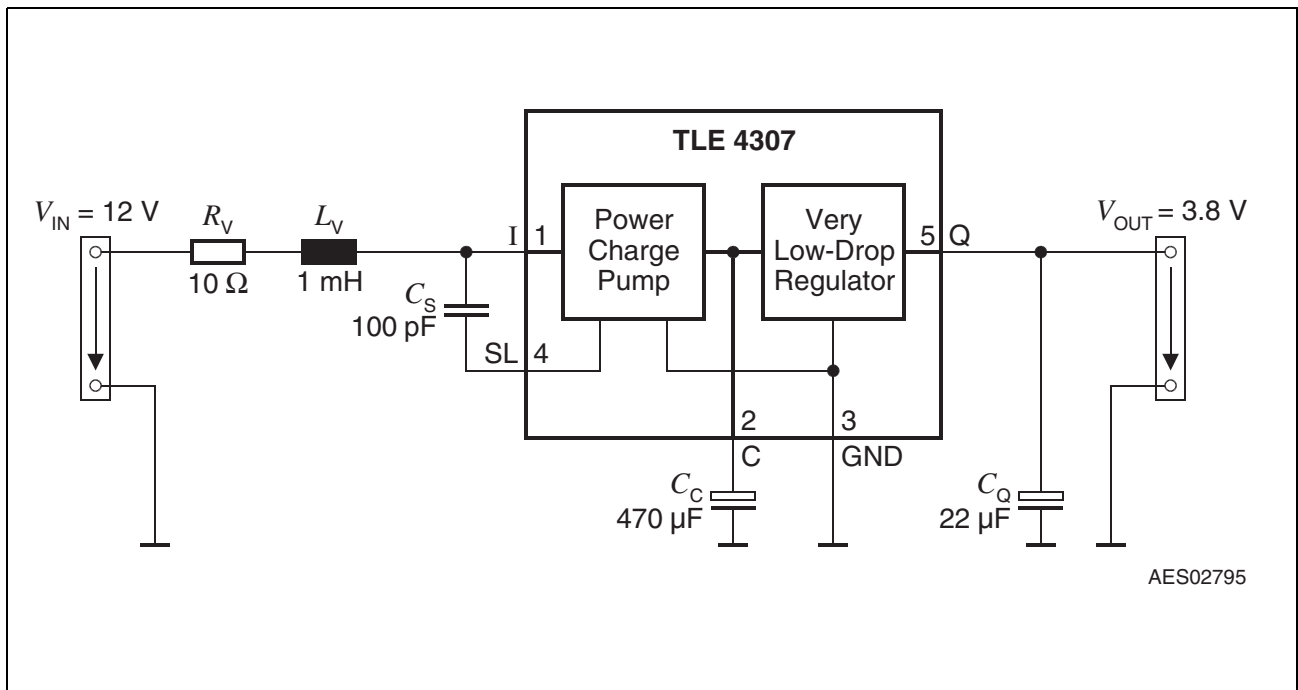 TLE 4307
V_IN = 12 V
R_V
L_V
10 Ω
1 mH
I 1
Power
Charge
Pump
Very
Low-Drop
Regulator
5 Q
V_OUT = 3.8 V
C_S
100 pF
SL 4
2
C
3
GND
C_C
470 µF
C_Q
22 µF
AES02795